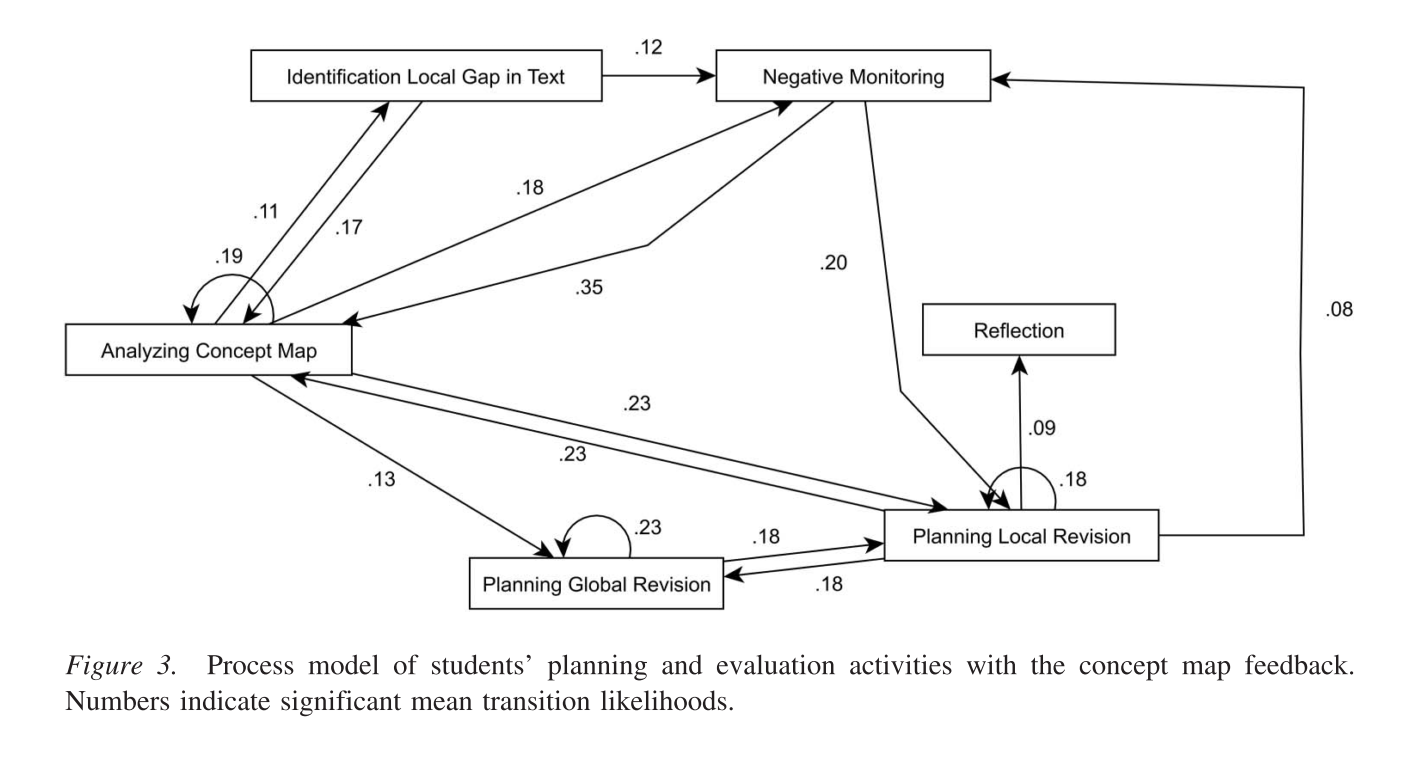 .12
Identification Local Gap in Text
Negative Monitoring
.18
.11
.17
.19
.20
.35
.08
Reflection
Analyzing Concept Map
.23
.09
.23
.13
.18
.23
.18
Planning Local Revision
Planning Global Revision
.18
Figure 3. Process model of students’ planning and evaluation activities with the concept map feedback.
Numbers indicate significant mean transition likelihoods.